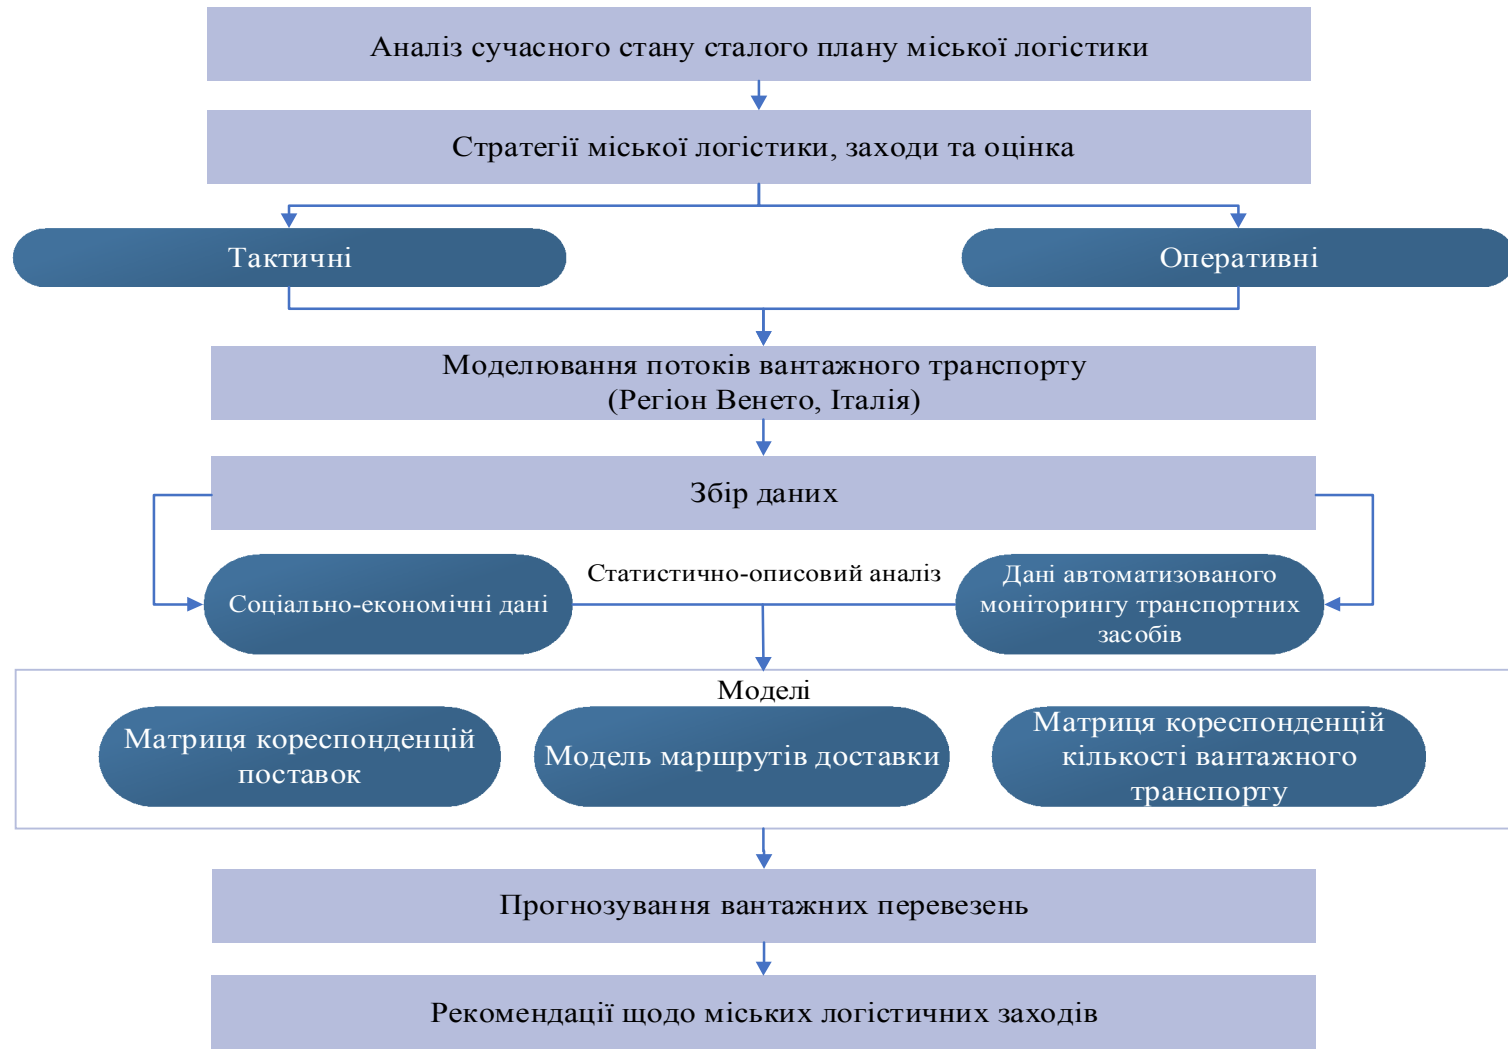 Аналіз сучасного стану сталого плану міської логістики
Стратегії міської логістики, заходи та оцінка
Тактичні
Оперативні
Моделювання потоків вантажного транспорту
(Регіон Венето, Італія)
Збір даних
Статистично-описовий аналіз
Соціально-економічні дані
Дані автоматизованого
моніторингу транспортних
засобів
Моделі
Матриця кореспонденцій
поставок
Модель маршрутів доставки
Матриця кореспонденцій
кількості вантажного
транспорту
Прогнозування вантажних перевезень
Рекомендації щодо міських логістичних заходів